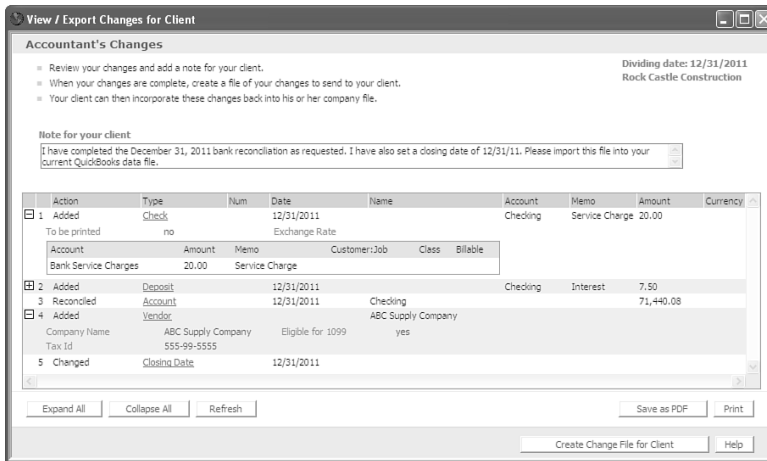 View / Export Changes for Client
Accountant's Changes
Review your changes and add a note for your client.
When your changes are complete, create a file of your changes to send to your client.
Your client can then incorporate these changes back into his or her company file.
Dividing date: 12/31/2011
Rock Castle Construction
Note for your client
I have completed the December 31, 2011 bank reconciliation as requested. I have also set a closing date of 12/31/11. Please import this file into your
current QuickBooks data file.
Action Type Num Date Name Account Memo Amount Currency
1 Added Check 12/31/2011 Checking Service Charge 20.00
To be printed no Exchange Rate
Account Amount Memo Customer:Job Class Billable
Bank Service Charges 20.00 Service Charge
2 Added Deposit 12/31/2011 Checking Interest 7.50
3 Reconciled Account 12/31/2011 Checking 71,440.08
4 Added Vendor ABC Supply Company
Company Name ABC Supply Company Eligible for 1099 yes
Tax Id 555-99-5555
5 Changed Closing Date 12/31/2011
Expand All Collapse All Refresh Save as PDF Print
Create Change File for Client Help